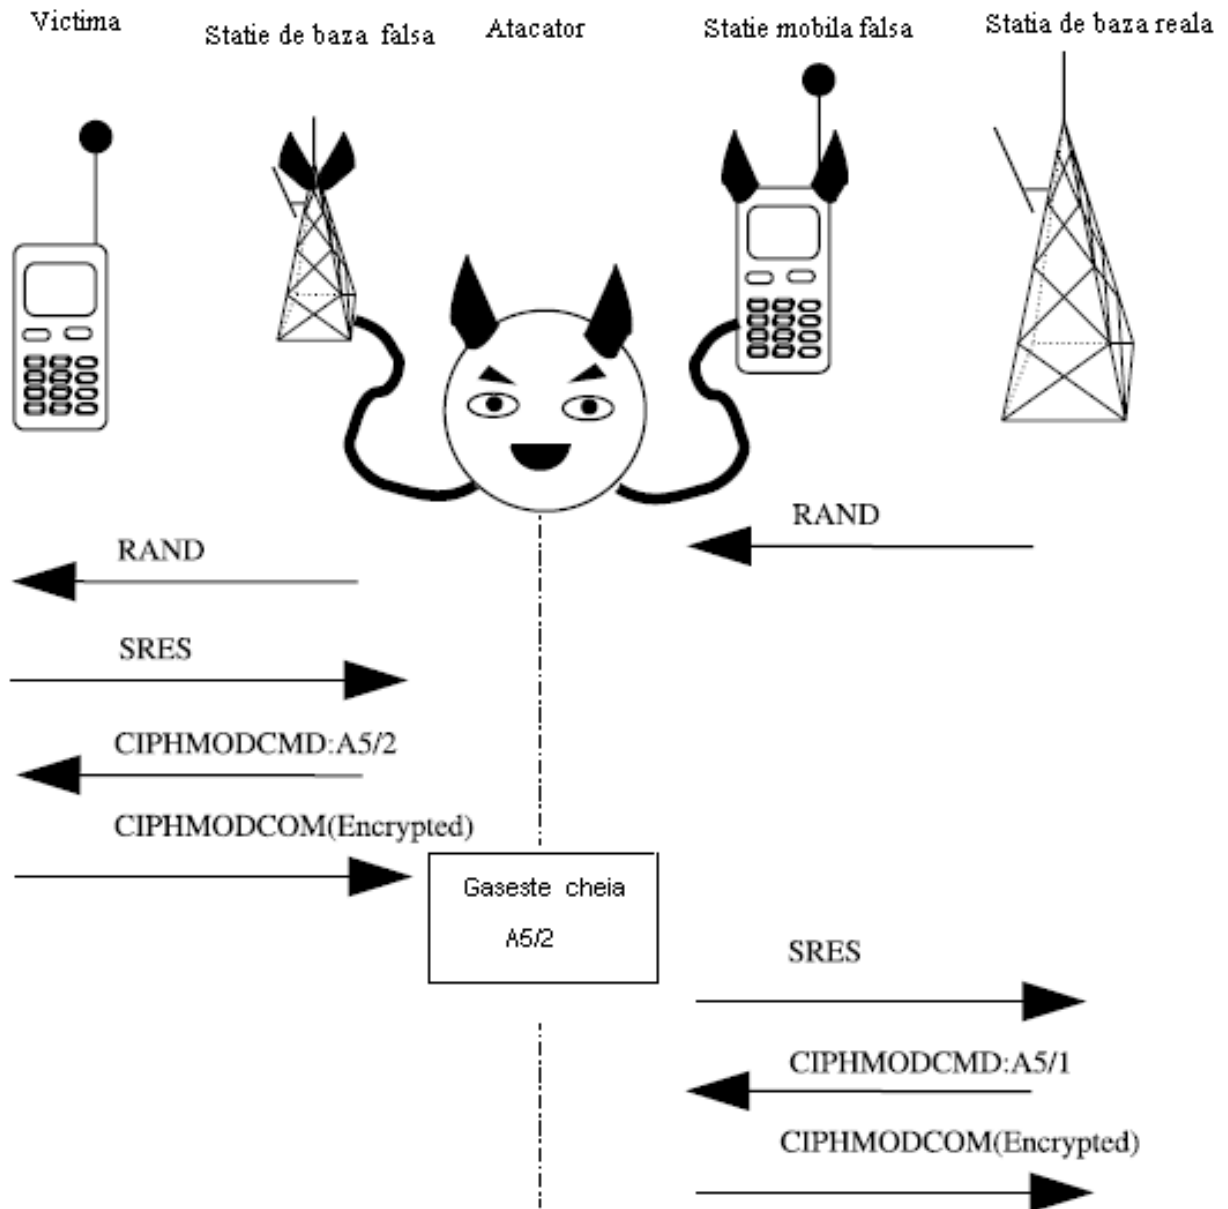 Victima
Statie de baza falsa
Atacator
Statie mobila falsa
Statia de baza reala
RAND
RAND
SRES
CIPHMODCMD:A5/2
CIPHMODCOM(Encrypted)
Gaseste cheia
A5/2
SRES
CIPHMODCMD:A5/1
CIPHMODCOM(Encrypted)